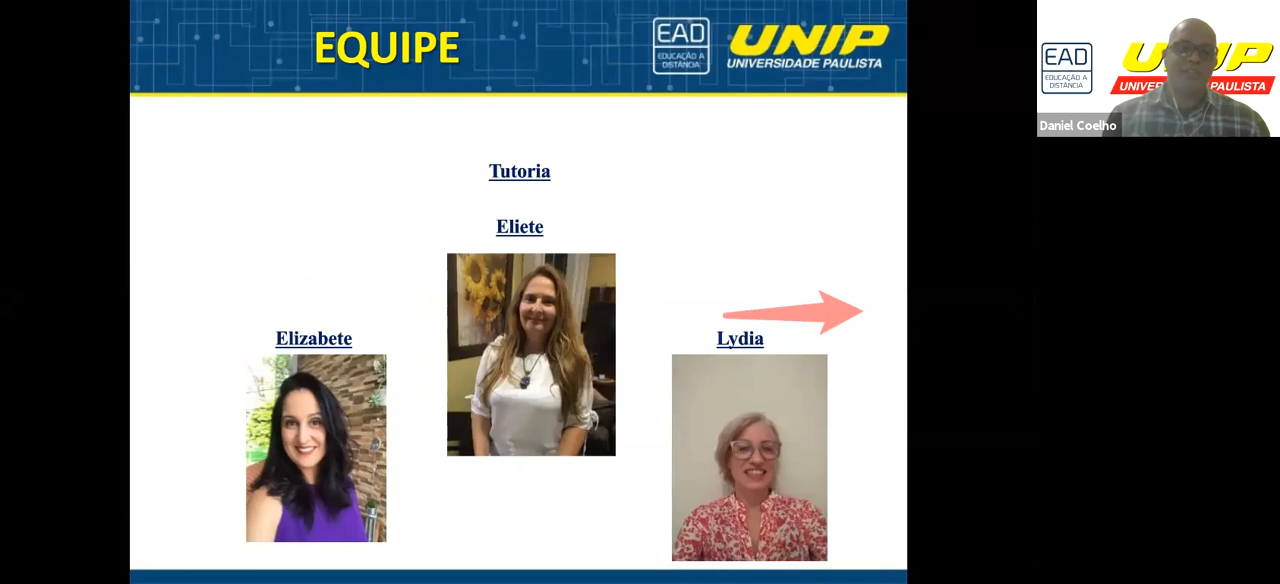 EQUIPE
EAD
EDUCAÇÃO A
DISTÂNCIA
UNIP
UNIVERSIDADE PAULISTA
Tutoria
Eliete
Elizabete
Lydia
EAD
EDUCAÇÃO A
DISTÂNCIA
Daniel Coelho